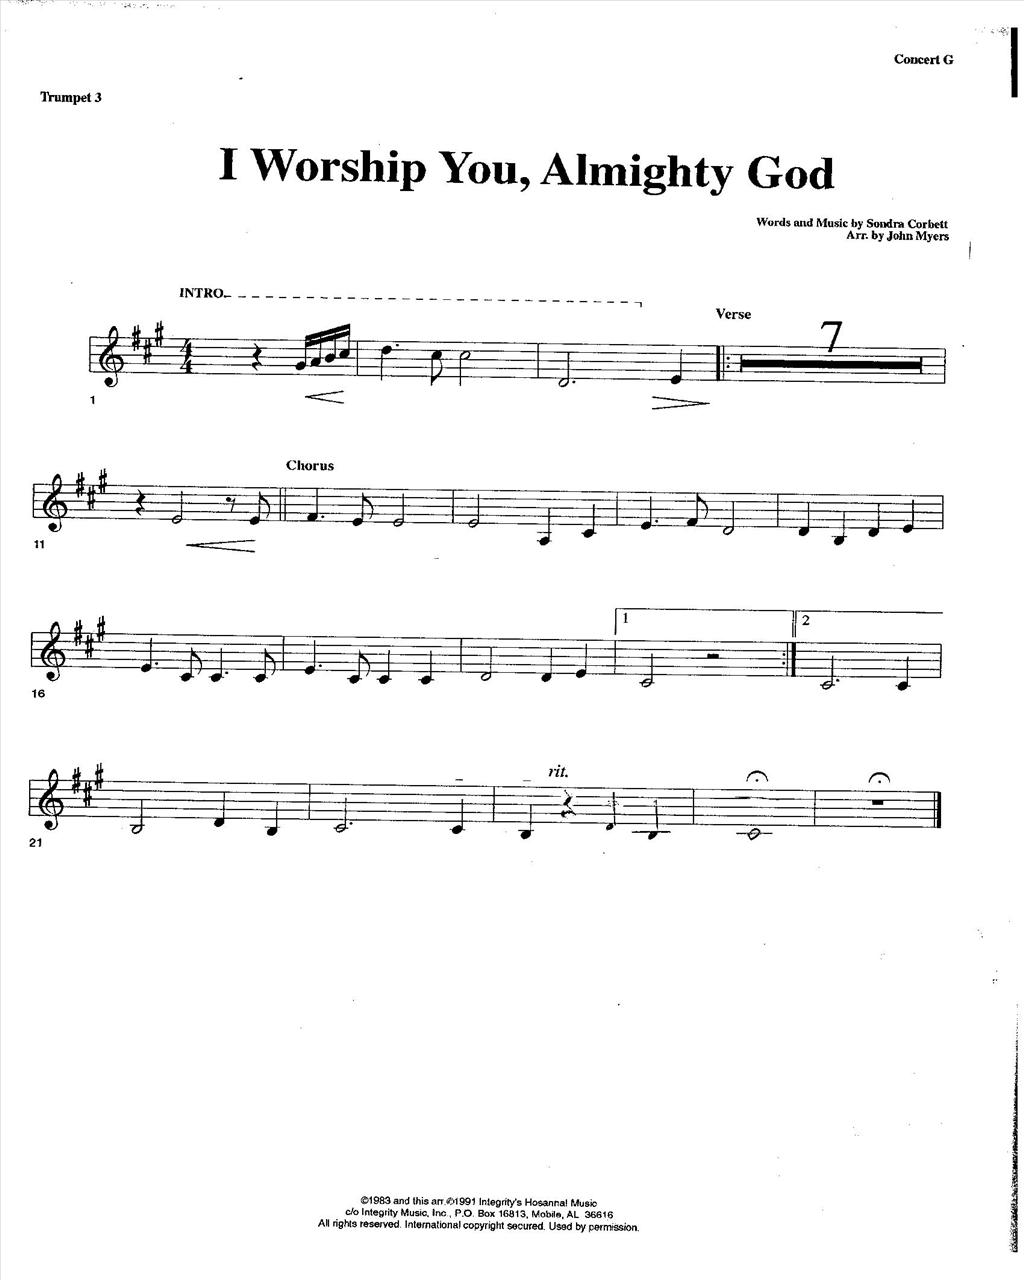 Concert G
Trumpet 3
I Worship You, Almighty God
Words and Music by Sondra Corbett
Arr. by John Myers
INTRO.
Verse
7
4
4
1
Chorus
11
1
2
16
rit.
21
©1983 and this arr.©1991 Integrity's Hosanna! Music
c/o Integrity Music, Inc., P.O. Box 16813, Mobile, AL 36616
All rights reserved. International copyright secured. Used by permission.